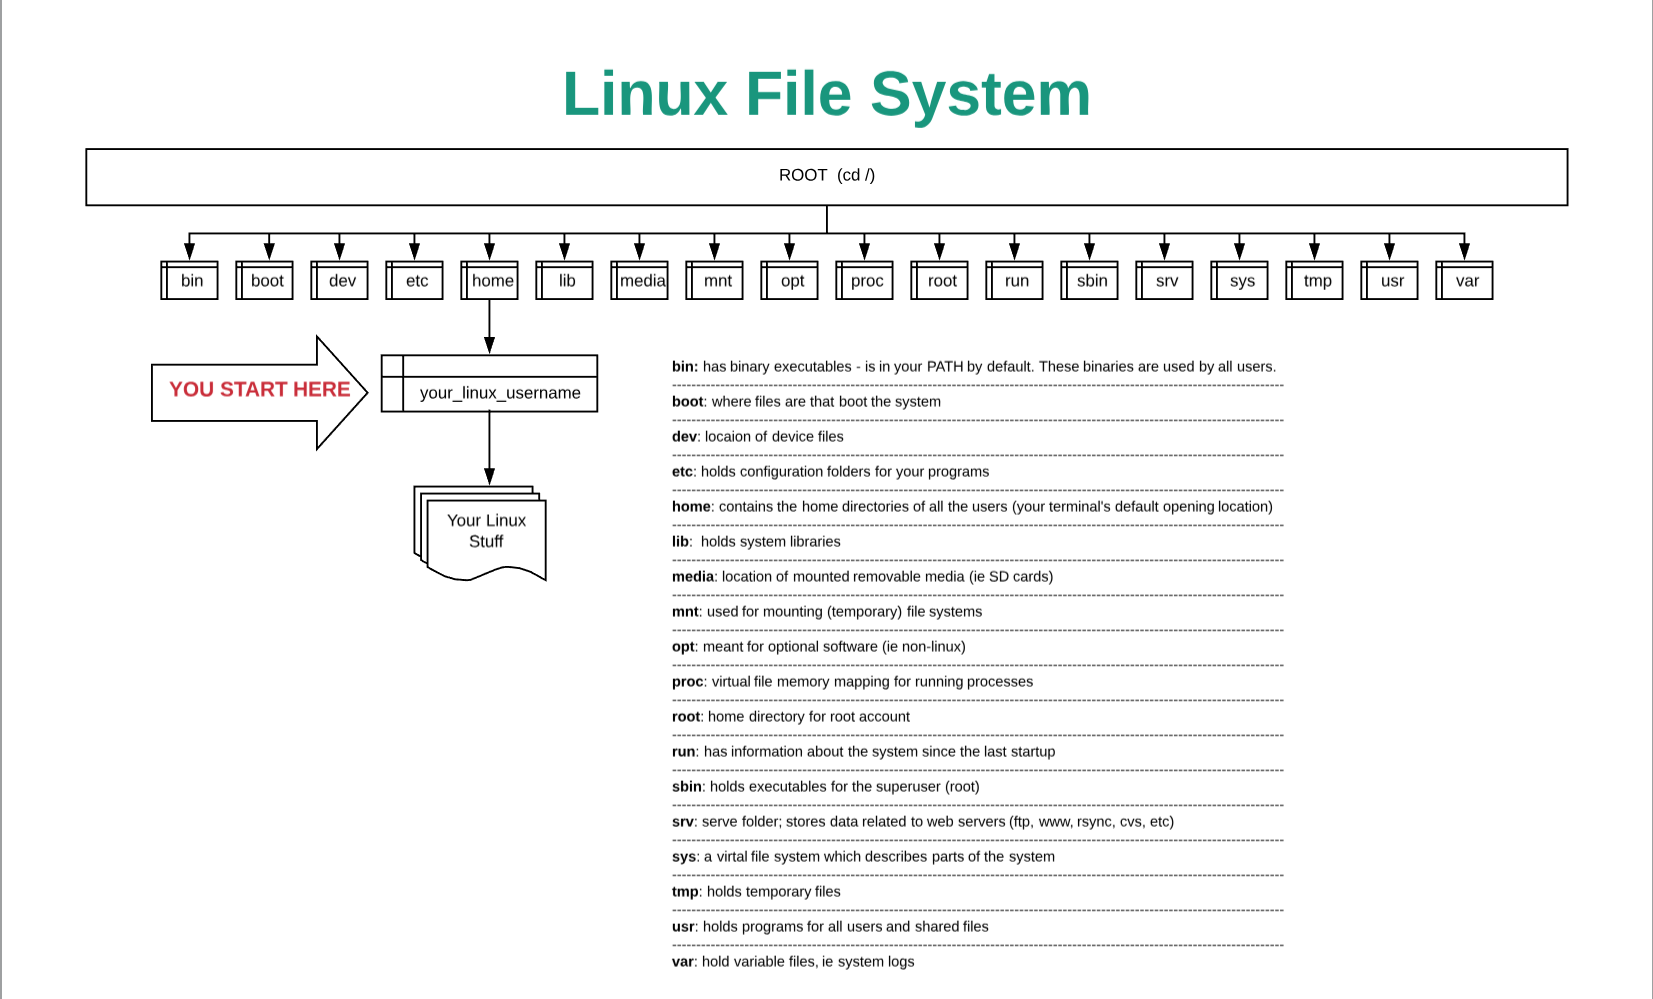 Linux File System
ROOT (cd /)
bin boot dev etc home lib media mnt opt proc root run sbin srv sys tmp usr var
YOU START HERE
your_linux_username
Your Linux
Stuff
bin: has binary executables - is in your PATH by default. These binaries are used by all users.
boot: where files are that boot the system
dev: locaion of device files
etc: holds configuration folders for your programs
home: contains the home directories of all the users (your terminal's default opening location)
lib: holds system libraries
media: location of mounted removable media (ie SD cards)
mnt: used for mounting (temporary) file systems
opt: meant for optional software (ie non-linux)
proc: virtual file memory mapping for running processes
root: home directory for root account
run: has information about the system since the last startup
sbin: holds executables for the superuser (root)
srv: serve folder; stores data related to web servers (ftp, www, rsync, cvs, etc)
sys: a virtal file system which describes parts of the system
tmp: holds temporary files
usr: holds programs for all users and shared files
var: hold variable files, ie system logs